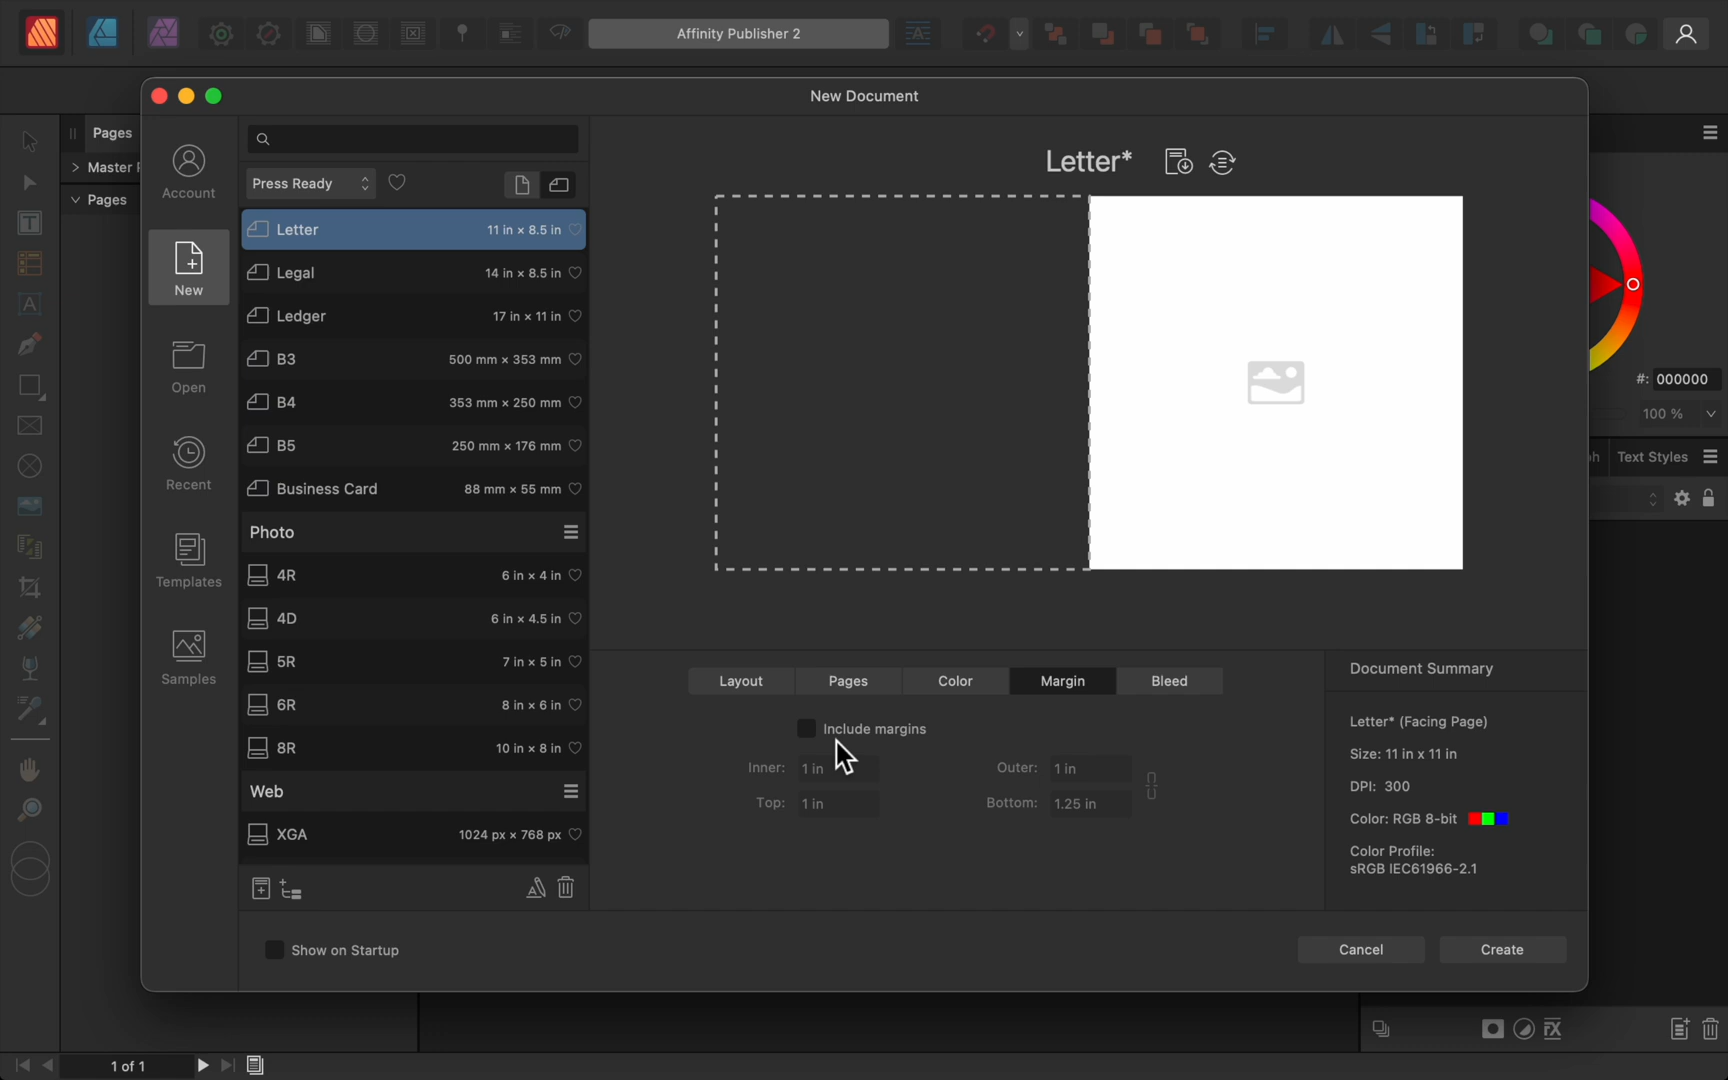 Affinity Publisher 2
New Document
Pages
Master P
Pages
Account
New
Open
Recent
Templates
Samples
Press Ready
Letter 11 in × 8.5 in
Legal 14 in × 8.5 in
Ledger 17 in × 11 in
B3 500 mm × 353 mm
B4 353 mm × 250 mm
B5 250 mm × 176 mm
Business Card 88 mm × 55 mm
Photo
4R 6 in × 4 in
4D 6 in × 4.5 in
5R 7 in × 5 in
6R 8 in × 6 in
8R 10 in × 8 in
Web
XGA 1024 px × 768 px
Show on Startup
Letter*
Layout Pages Color Margin Bleed
Include margins
Inner: 1 in Outer: 1 in
Top: 1 in Bottom: 1.25 in
Document Summary
Letter* (Facing Page)
Size: 11 in x 11 in
DPI: 300
Color: RGB 8-bit
Color Profile:
sRGB IEC61966-2.1
Cancel Create
#: 000000
100 %
ph Text Styles
FX
1 of 1